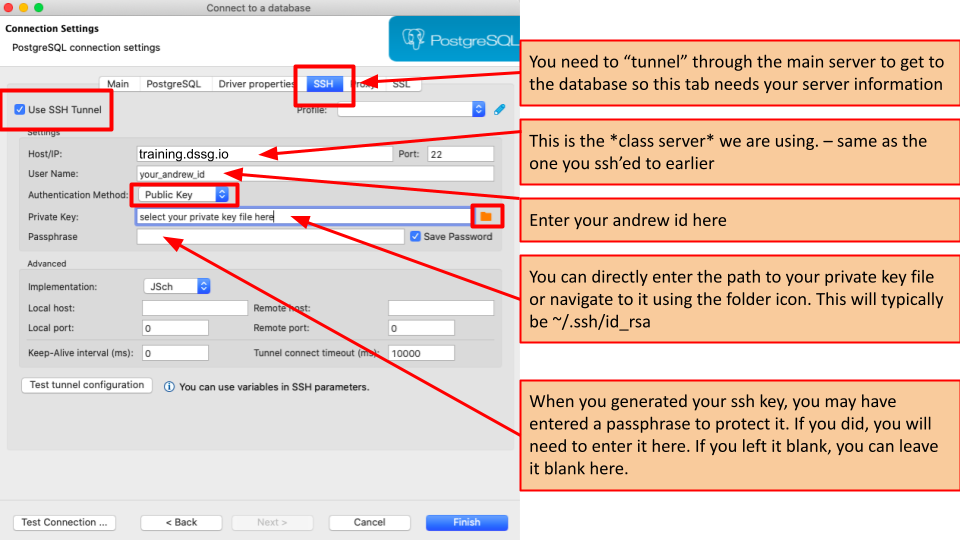 Connect to a database
Connection Settings
PostgreSQL connection settings
PostgreSQL
Main PostgreSQL Driver properties SSH Proxy SSL
Use SSH Tunnel
Profile:
Settings
Host/IP: training.dssg.io Port: 22
User Name: your_andrew_id
Authentication Method: Public Key
Private Key: select your private key file here
Passphrase Save Password
Advanced
Implementation: JSch
Local host: Remote host:
Local port: 0 Remote port: 0
Keep-Alive interval (ms): 0 Tunnel connect timeout (ms): 10000
Test tunnel configuration You can use variables in SSH parameters.
Test Connection ... < Back Next > Cancel Finish
You need to “tunnel” through the main server to get to
the database so this tab needs your server information
This is the *class server* we are using. – same as the
one you ssh’ed to earlier
Enter your andrew id here
You can directly enter the path to your private key file
or navigate to it using the folder icon. This will typically
be ~/.ssh/id_rsa
When you generated your ssh key, you may have
entered a passphrase to protect it. If you did, you will
need to enter it here. If you left it blank, you can leave
it blank here.